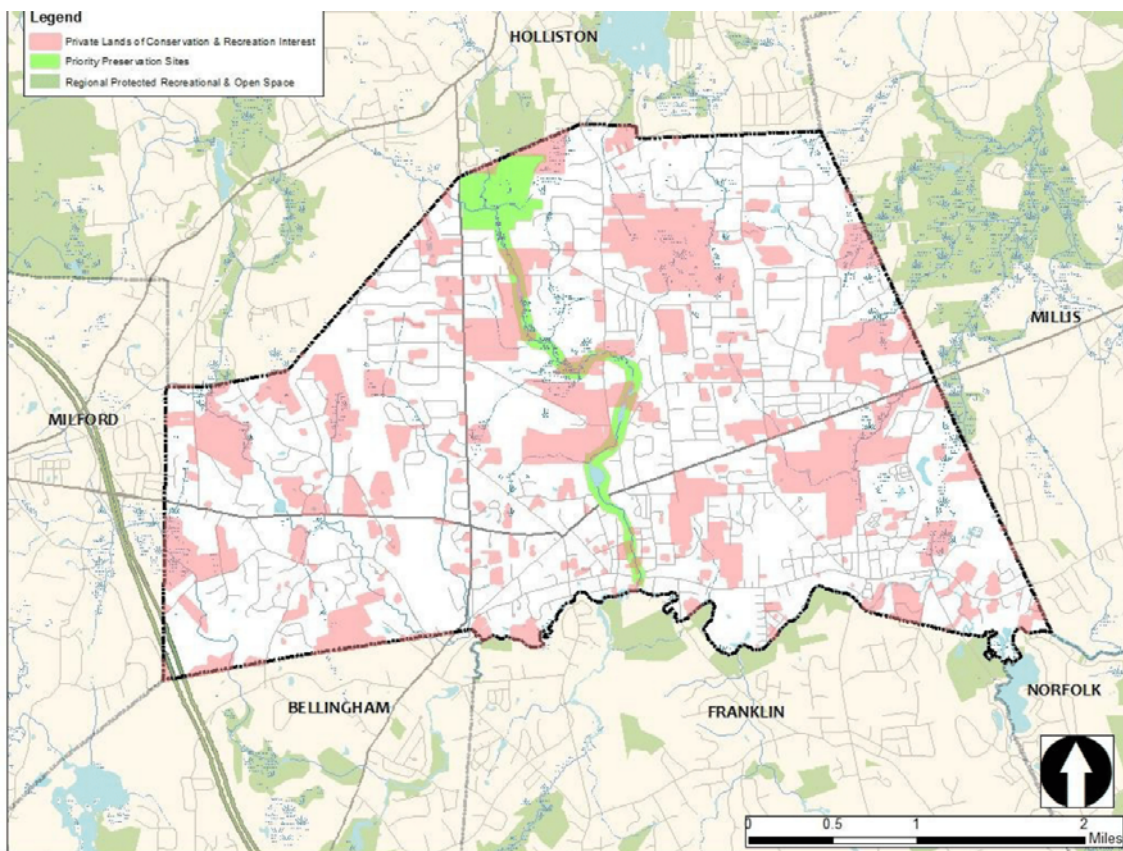 Legend
Private Lands of Conservation & Recreation Interest
Priority Preservation Sites
Regional Protected Recreational & Open Space
HOLLISTON
MILLIS
MILFORD
NORFOLK
BELLINGHAM
FRANKLIN
0 0.5 1 2
Miles